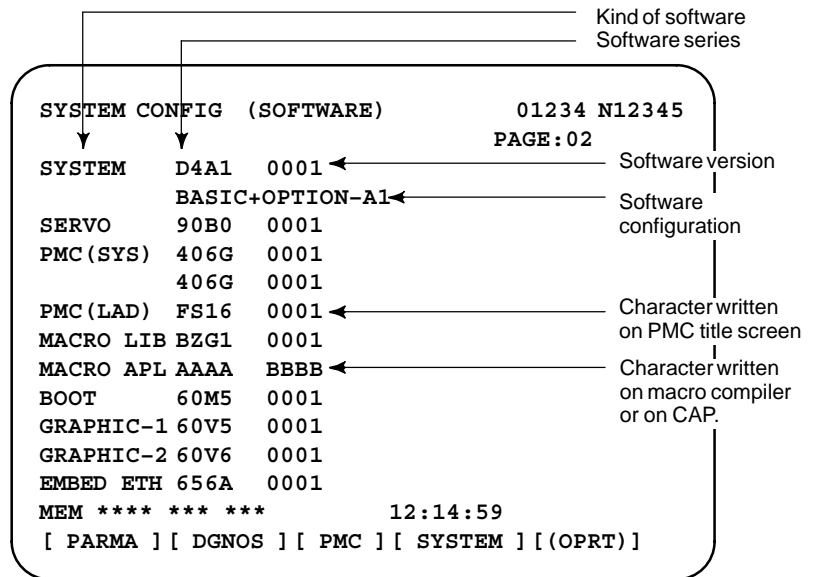 Kind of software
Software series
SYSTEM CONFIG (SOFTWARE) 01234 N12345
PAGE:02
SYSTEM D4A1 0001
Software version
BASIC+OPTION-A1
Software
configuration
SERVO 90B0 0001
PMC(SYS) 406G 0001
406G 0001
PMC(LAD) FS16 0001
Character written
on PMC title screen
MACRO LIB BZG1 0001
MACRO APL AAAA BBBB
Character written
on macro compiler
or on CAP.
BOOT 60M5 0001
GRAPHIC-1 60V5 0001
GRAPHIC-2 60V6 0001
EMBED ETH 656A 0001
MEM **** *** *** 12:14:59
[ PARMA ][ DGNOS ][ PMC ][ SYSTEM ][(OPRT)]